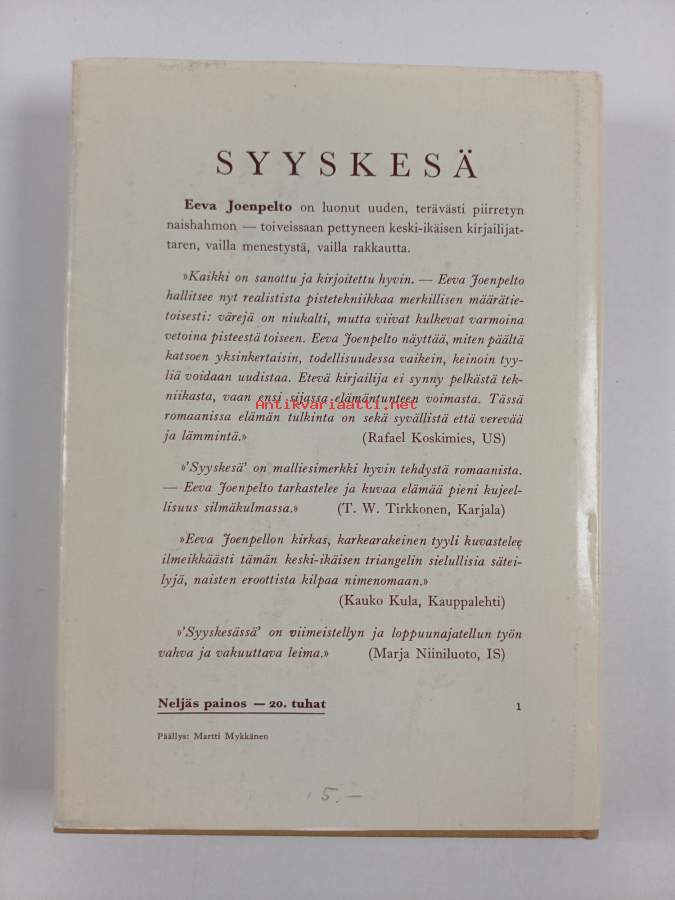 SYYSKESÄ
Eeva Joenpelto on luonut uuden, terävästi piirretyn
naishahmon — toiveissaan pettyneen keski-ikäisen kirjailijat-
taren, vailla menestystä, vailla rakkautta.
»Kaikki on sanottu ja kirjoitettu hyvin. — Eeva Joenpelto
hallitsee nyt realistista pistetekniikkaa merkillisen määrätie-
toisesti: värejä on niukalti, mutta viivat kulkevat varmoina
vetoina pisteestä toiseen. Eeva Joenpelto näyttää, miten päältä
katsoen yksinkertaisin, todellisuudessa vaikein, keinoin tyy-
liä voidaan uudistaa. Etevä kirjailija ei synny pelkästä tek-
niikasta, vaan ensi sijassa elämäntunteen voimasta. Tässä
Antikvariaatti.net
romaanissa elämän tulkinta on sekä syvällistä että verevää
ja lämmintä.» (Rafael Koskimies, US)
»'Syyskesä' on malliesimerkki hyvin tehdystä romaanista.
— Eeva Joenpelto tarkastelee ja kuvaa elämää pieni kujeel-
lisuus silmäkulmassa.» (T. W. Tirkkonen, Karjala)
»Eeva Joenpellon kirkas, karkearakeinen tyyli kuvastelee
ilmeikkäästi tämän keski-ikäisen triangelin sielullisia sätei-
lyjä, naisten eroottista kilpaa nimenomaan.»
(Kauko Kula, Kauppalehti)
»'Syyskesässä' on viimeistellyn ja loppuunajatellun työn
vahva ja vakuuttava leima.» (Marja Niiniluoto, IS)
Neljäs painos — 20. tuhat 1
Päällys: Martti Mykkänen
5.—